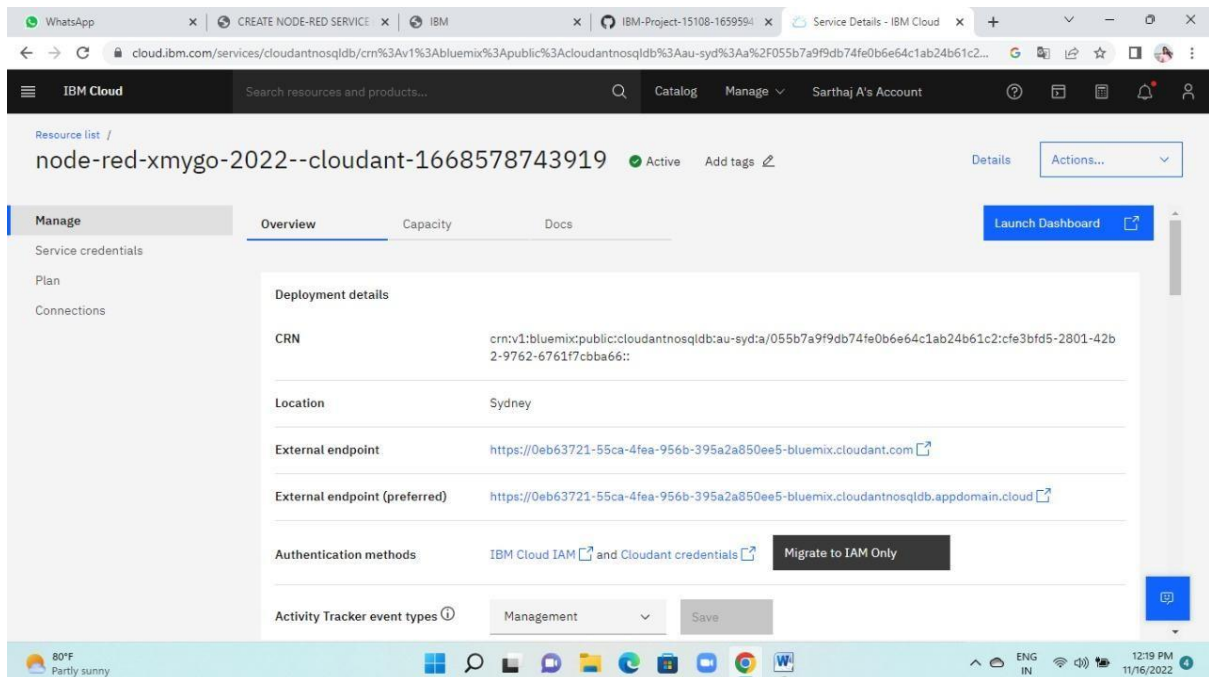 WhatsApp
CREATE NODE-RED SERVICE
IBM
IBM-Project-15108-1659594
Service Details - IBM Cloud
cloud.ibm.com/services/cloudantnosqldb/crn%3Av1%3Abluemix%3Apublic%3Acloudantnosqldb%3Aau-syd%3Aa%2F055b7a9f9db74fe0b6e64c1ab24b61c2...
IBM Cloud
Search resources and products...
Catalog
Manage
Sarthaj A's Account
Resource list /
node-red-xmygo-2022--cloudant-1668578743919
Active
Add tags
Details
Actions...
Manage
Service credentials
Plan
Connections
Overview
Capacity
Docs
Launch Dashboard
Deployment details
CRN
crn:v1:bluemix:public:cloudantnosqldb:au-syd:a/055b7a9f9db74fe0b6e64c1ab24b61c2:cfe3bfd5-2801-42b
2-9762-6761f7cbba66::
Location
Sydney
External endpoint
https://0eb63721-55ca-4fea-956b-395a2a850ee5-bluemix.cloudant.com
External endpoint (preferred)
https://0eb63721-55ca-4fea-956b-395a2a850ee5-bluemix.cloudantnosqldb.appdomain.cloud
Authentication methods
IBM Cloud IAM and Cloudant credentials
Migrate to IAM Only
Activity Tracker event types
Management
Save
80°F
Partly sunny
ENG
IN
12:19 PM
11/16/2022
4